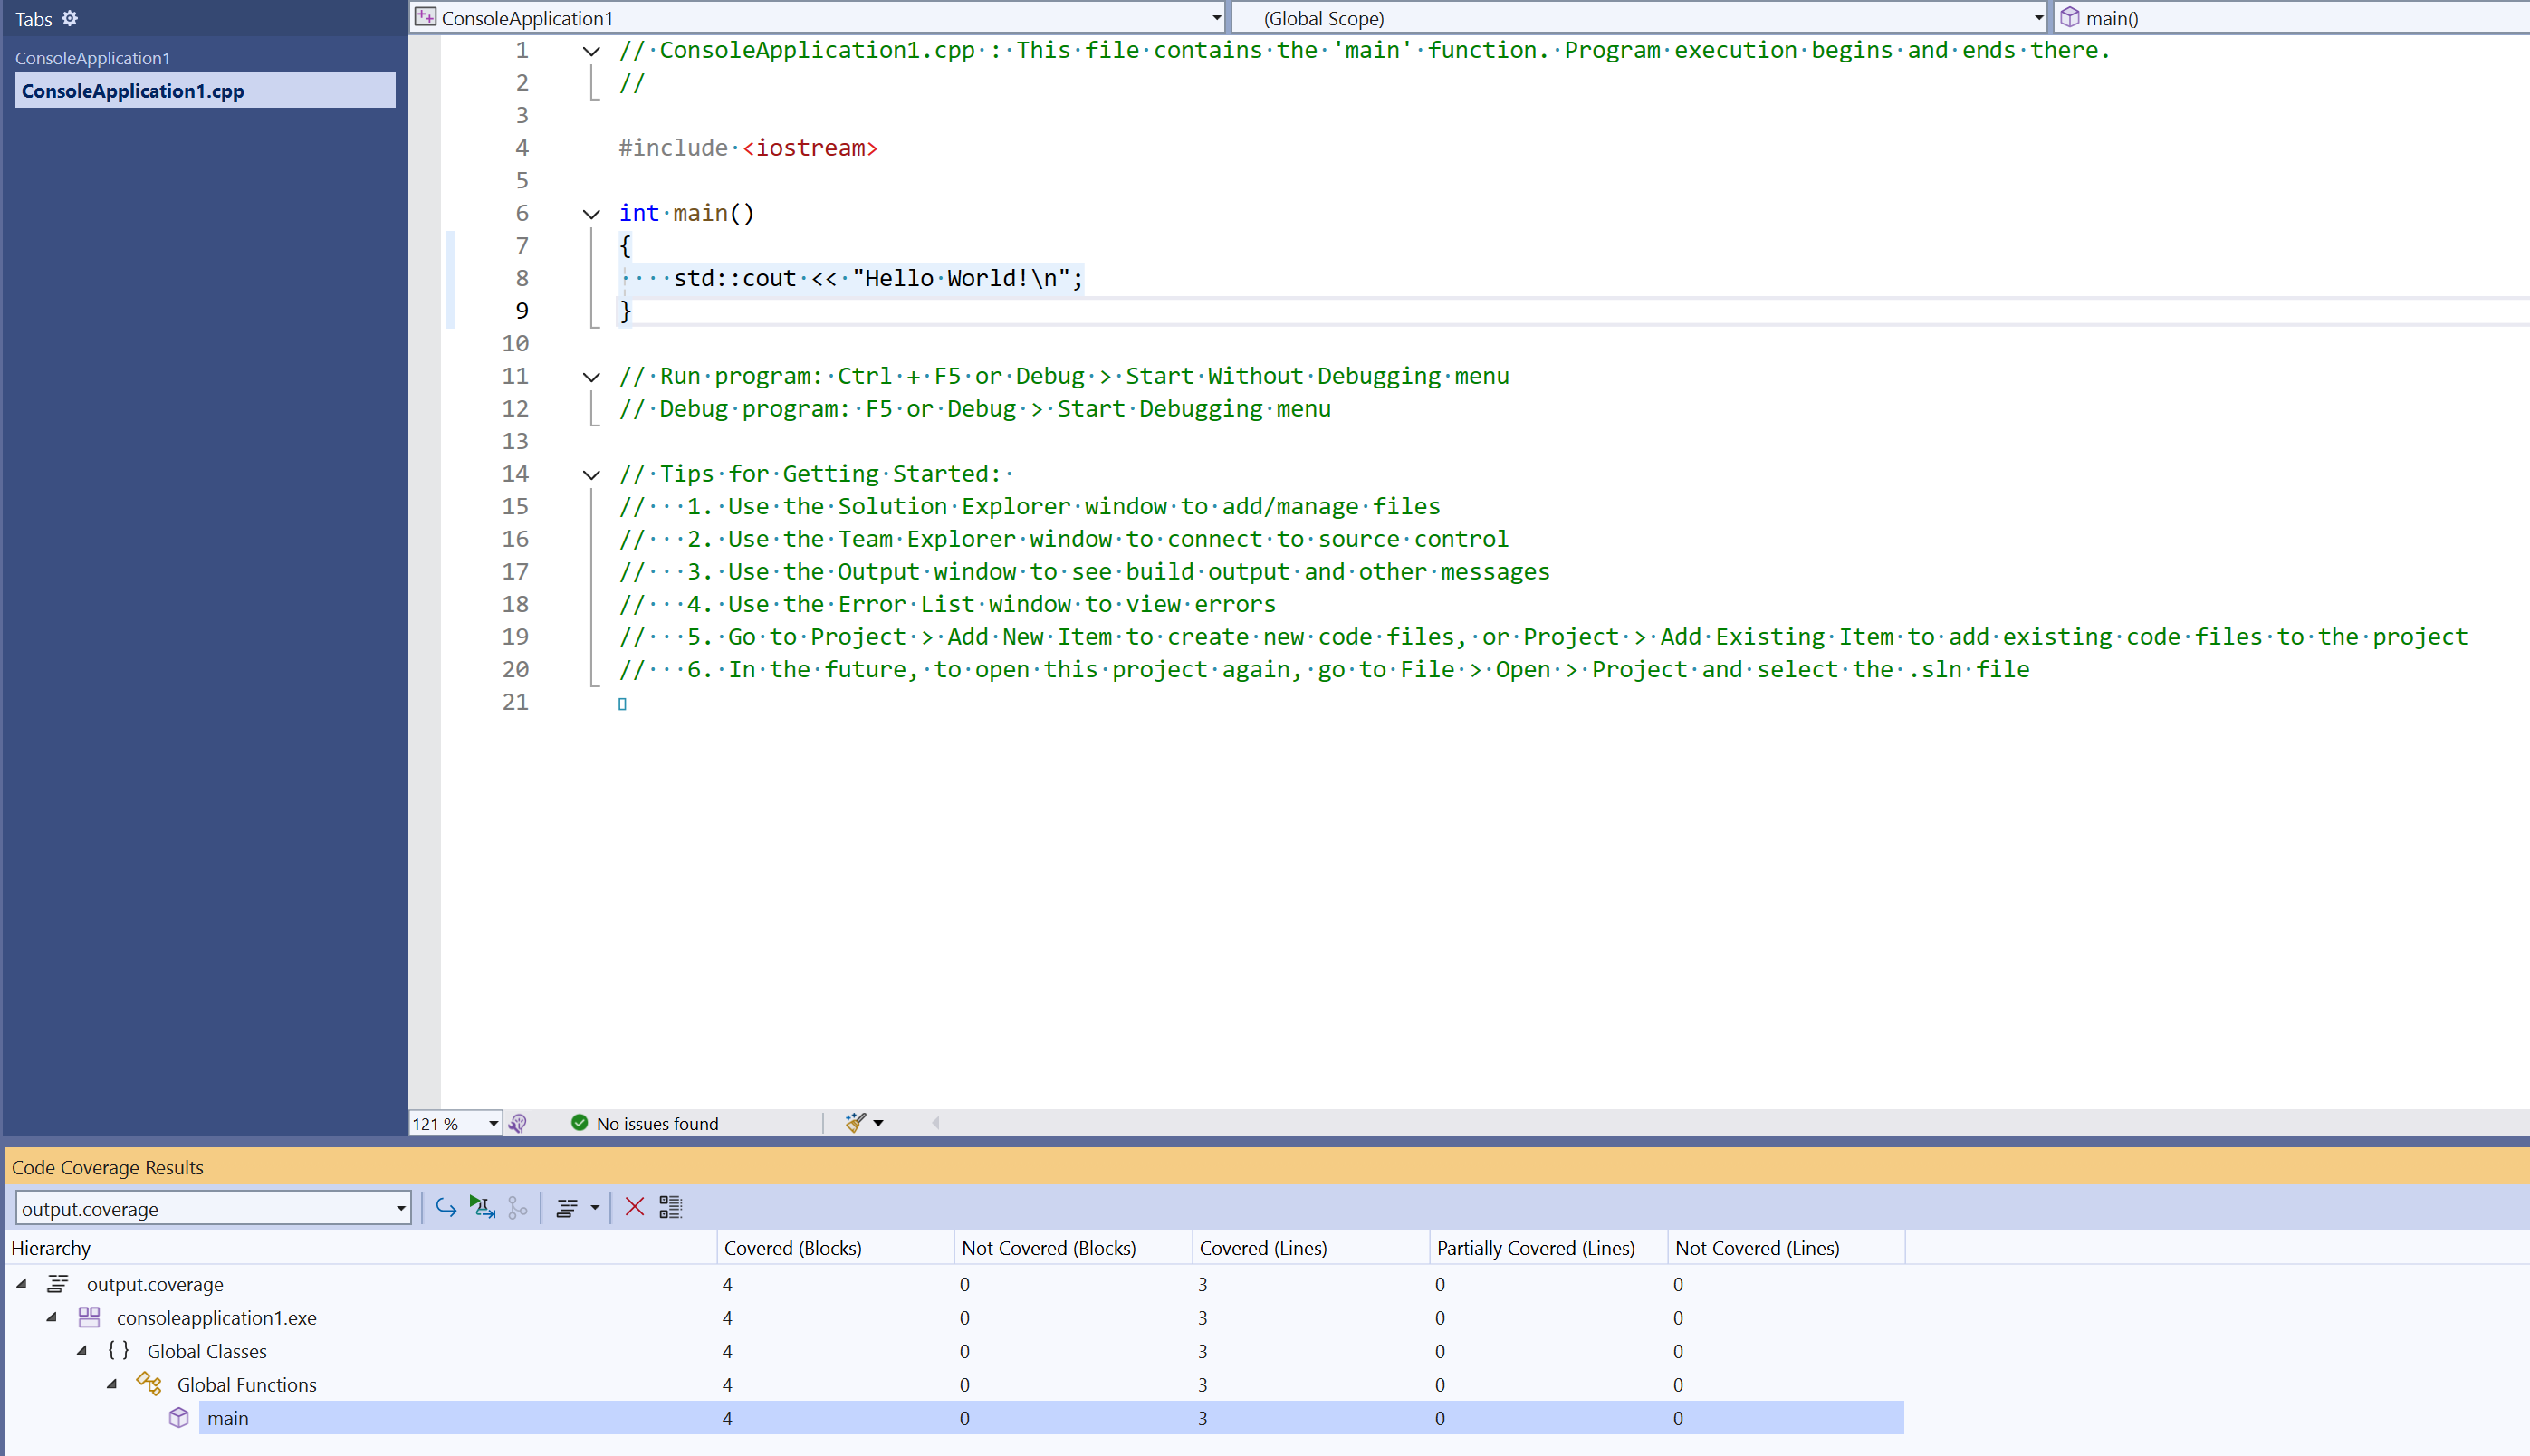 Tabs
ConsoleApplication1
ConsoleApplication1.cpp
ConsoleApplication1 (Global Scope) main()
1 // ConsoleApplication1.cpp : This file contains the 'main' function. Program execution begins and ends there.
2 //
3
4 #include <iostream>
5
6 int main()
7 {
8     std::cout << "Hello World!\n";
9 }
10
11 // Run program: Ctrl + F5 or Debug > Start Without Debugging menu
12 // Debug program: F5 or Debug > Start Debugging menu
13
14 // Tips for Getting Started: 
15 //   1. Use the Solution Explorer window to add/manage files
16 //   2. Use the Team Explorer window to connect to source control
17 //   3. Use the Output window to see build output and other messages
18 //   4. Use the Error List window to view errors
19 //   5. Go to Project > Add New Item to create new code files, or Project > Add Existing Item to add existing code files to the project
20 //   6. In the future, to open this project again, go to File > Open > Project and select the .sln file
21
121 % No issues found
Code Coverage Results
output.coverage
Hierarchy Covered (Blocks) Not Covered (Blocks) Covered (Lines) Partially Covered (Lines) Not Covered (Lines)
output.coverage 4 0 3 0 0
consoleapplication1.exe 4 0 3 0 0
{ } Global Classes 4 0 3 0 0
Global Functions 4 0 3 0 0
main 4 0 3 0 0